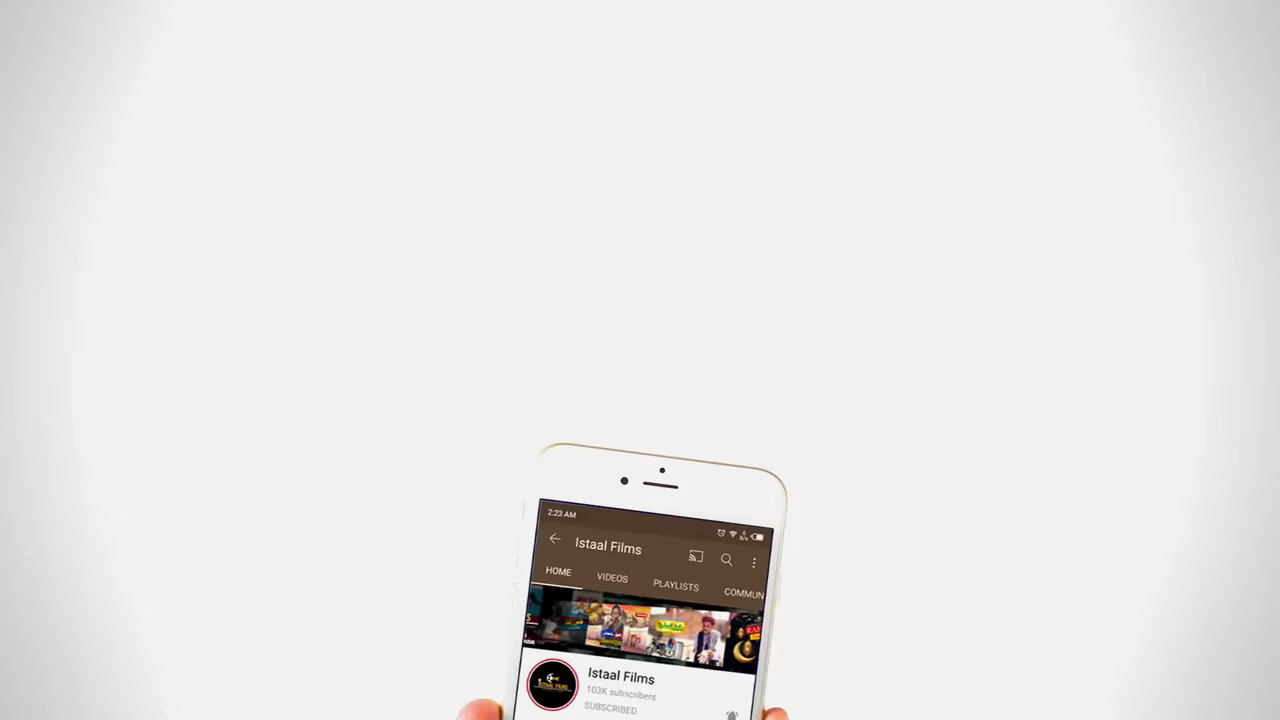 2:23 AM
Istaal Films
HOME VIDEOS PLAYLISTS COMMUN
Istaal Films
103K subscribers
SUBSCRIBED